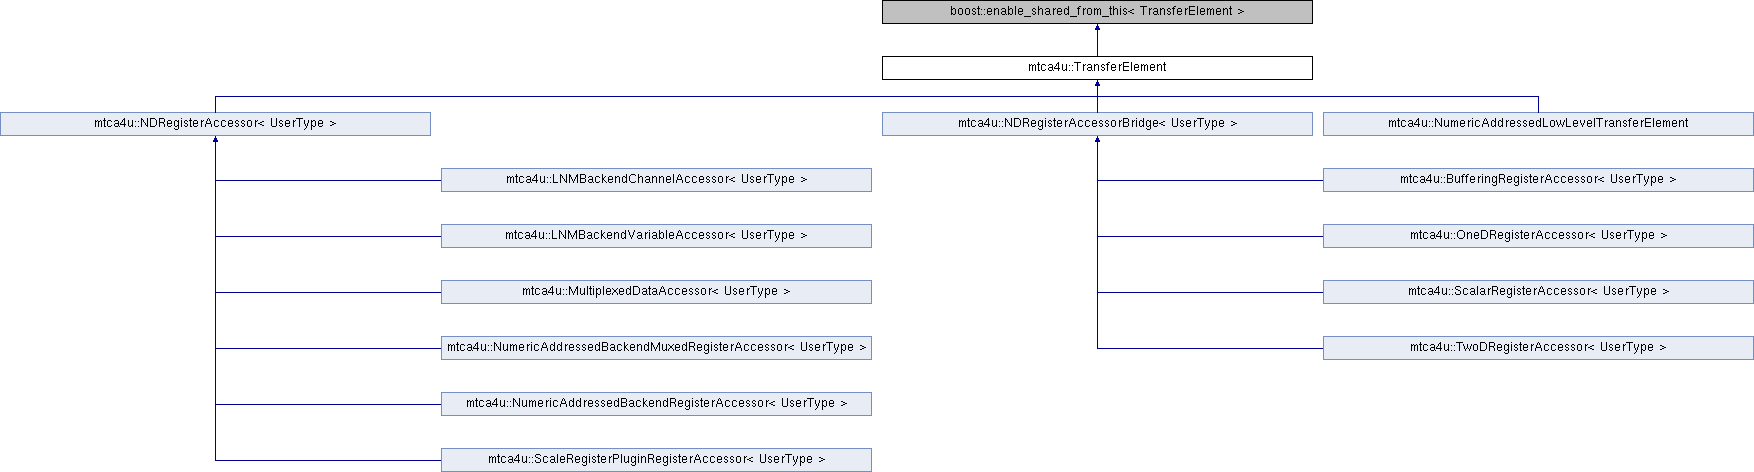 boost::enable_shared_from_this< TransferElement >
mtca4u::TransferElement
mtca4u::NDRegisterAccessor< UserType >
mtca4u::NDRegisterAccessorBridge< UserType >
mtca4u::NumericAddressedLowLevelTransferElement
mtca4u::LNMBackendChannelAccessor< UserType >
mtca4u::BufferingRegisterAccessor< UserType >
mtca4u::LNMBackendVariableAccessor< UserType >
mtca4u::OneDRegisterAccessor< UserType >
mtca4u::MultiplexedDataAccessor< UserType >
mtca4u::ScalarRegisterAccessor< UserType >
mtca4u::NumericAddressedBackendMuxedRegisterAccessor< UserType >
mtca4u::TwoDRegisterAccessor< UserType >
mtca4u::NumericAddressedBackendRegisterAccessor< UserType >
mtca4u::ScaleRegisterPluginRegisterAccessor< UserType >